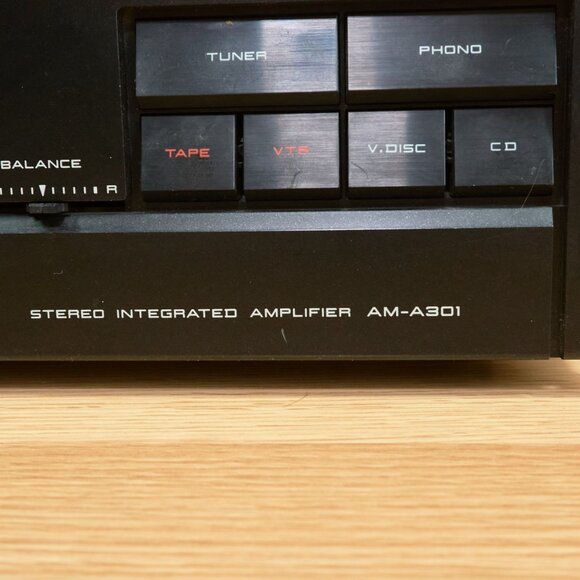 TUNER
PHONO
TAPE
VTR
V.DISC
CD
BALANCE
R
STEREO INTEGRATED AMPLIFIER AM-A301